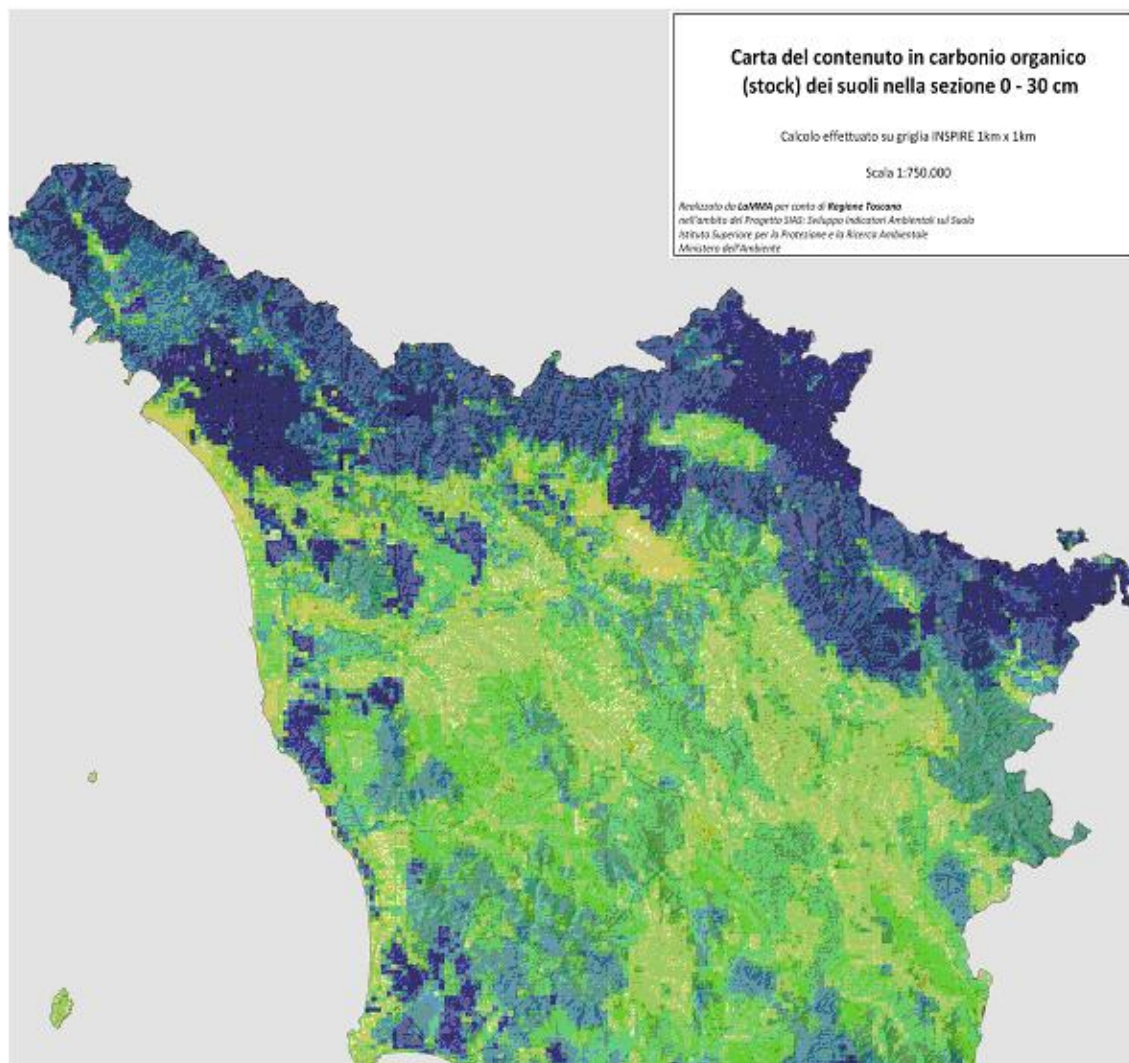 Carta del contenuto in carbonio organico
(stock) dei suoli nella sezione 0 - 30 cm
Calcolo effettuato su griglia INSPIRE 1km x 1km
Scala 1:750.000
Realizzato da LaMMA per conto di Regione Toscana
nell'ambito del Progetto SIAS: Sviluppo Indicatori Ambientali sul Suolo
Istituto Superiore per la Protezione e la Ricerca Ambientale
Ministero dell'Ambiente